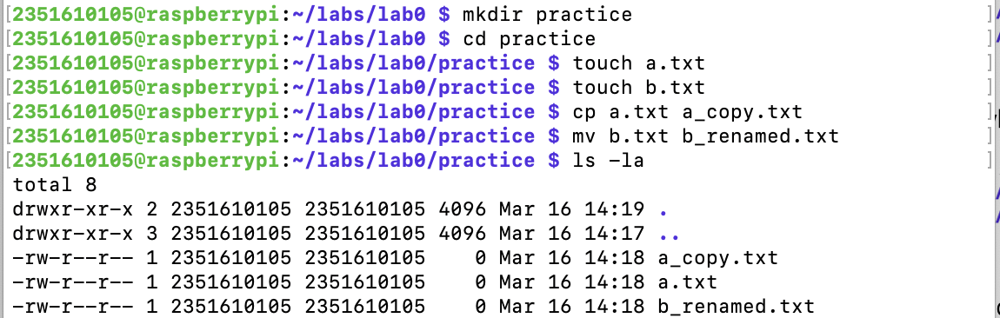 [2351610105@raspberrypi:~/labs/lab0 $ mkdir practice ]
[2351610105@raspberrypi:~/labs/lab0 $ cd practice ]
[2351610105@raspberrypi:~/labs/lab0/practice $ touch a.txt ]
[2351610105@raspberrypi:~/labs/lab0/practice $ touch b.txt ]
[2351610105@raspberrypi:~/labs/lab0/practice $ cp a.txt a_copy.txt ]
[2351610105@raspberrypi:~/labs/lab0/practice $ mv b.txt b_renamed.txt ]
[2351610105@raspberrypi:~/labs/lab0/practice $ ls -la ]
total 8
drwxr-xr-x 2 2351610105 2351610105 4096 Mar 16 14:19 .
drwxr-xr-x 3 2351610105 2351610105 4096 Mar 16 14:17 ..
-rw-r--r-- 1 2351610105 2351610105    0 Mar 16 14:18 a_copy.txt
-rw-r--r-- 1 2351610105 2351610105    0 Mar 16 14:18 a.txt
-rw-r--r-- 1 2351610105 2351610105    0 Mar 16 14:18 b_renamed.txt